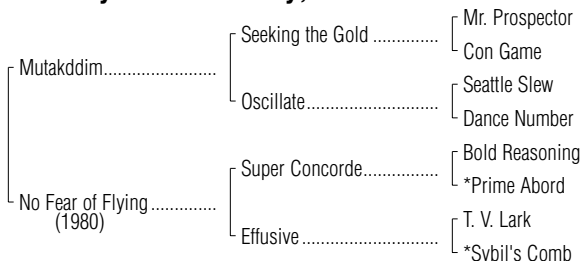 Mr. Prospector
Seeking the Gold ..............
Con Game
Mutakddim........................
Seattle Slew
Oscillate............................
Dance Number
Bold Reasoning
Super Concorde................
*Prime Abord
No Fear of Flying ..............
(1980)
T. V. Lark
Effusive .............................
*Sybil's Comb